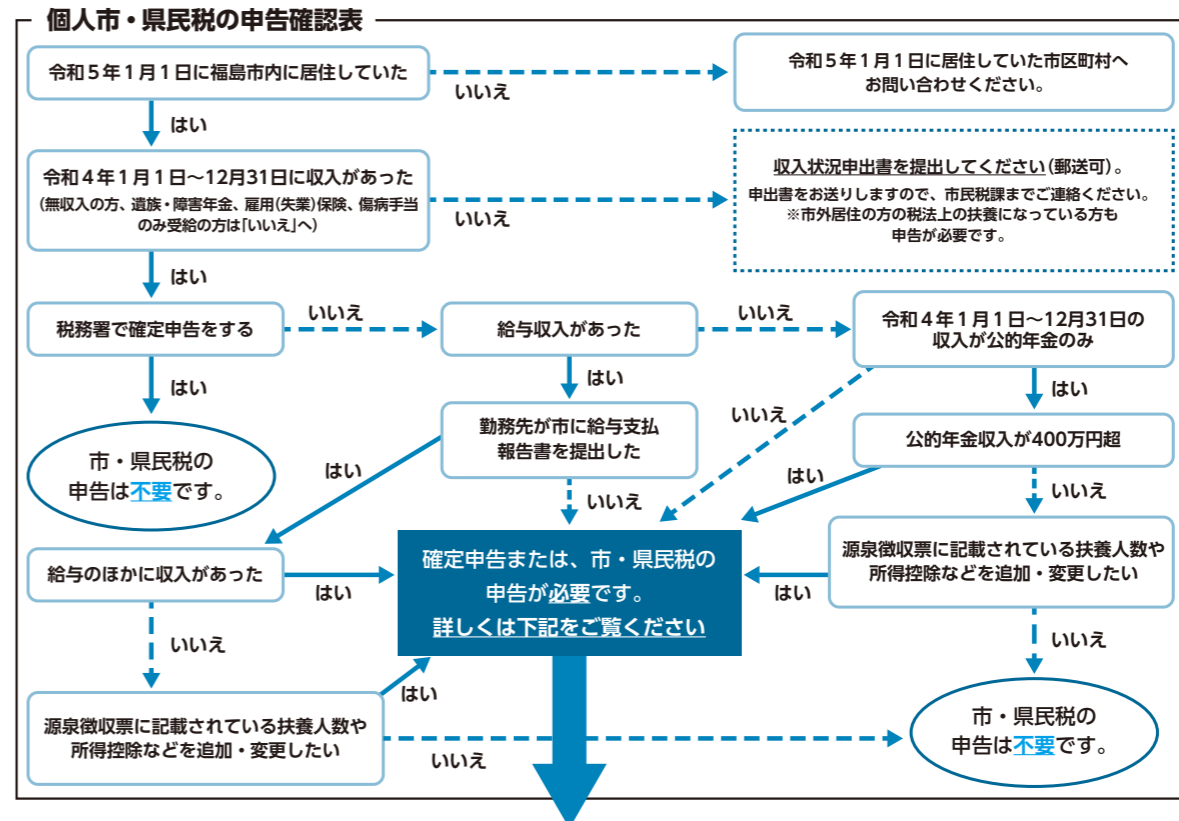 個人市・県民税の申告確認表
令和5年1月1日に福島市内に居住していた
いいえ
令和5年1月1日に居住していた市区町村へ
お問い合わせください。
はい
令和4年1月1日～12月31日に収入があった
(無収入の方、遺族・障害年金、雇用(失業)保険、傷病手当
のみ受給の方は「いいえ」へ)
いいえ
収入状況申出書を提出してください(郵送可)。
申出書をお送りしますので、市民税課までご連絡ください。
※市外居住の方の税法上の扶養になっている方も
申告が必要です。
はい
税務署で確定申告をする
いいえ
給与収入があった
いいえ
令和4年1月1日～12月31日の
収入が公的年金のみ
はい
はい
いいえ
はい
市・県民税の
申告は不要です。
勤務先が市に給与支払
報告書を提出した
公的年金収入が400万円超
はい
いいえ
はい
いいえ
給与のほかに収入があった
はい
確定申告または、市・県民税の
申告が必要です。
詳しくは下記をご覧ください
源泉徴収票に記載されている扶養人数や
所得控除などを追加・変更したい
はい
いいえ
いいえ
源泉徴収票に記載されている扶養人数や
所得控除などを追加・変更したい
はい
いいえ
市・県民税の
申告は不要です。